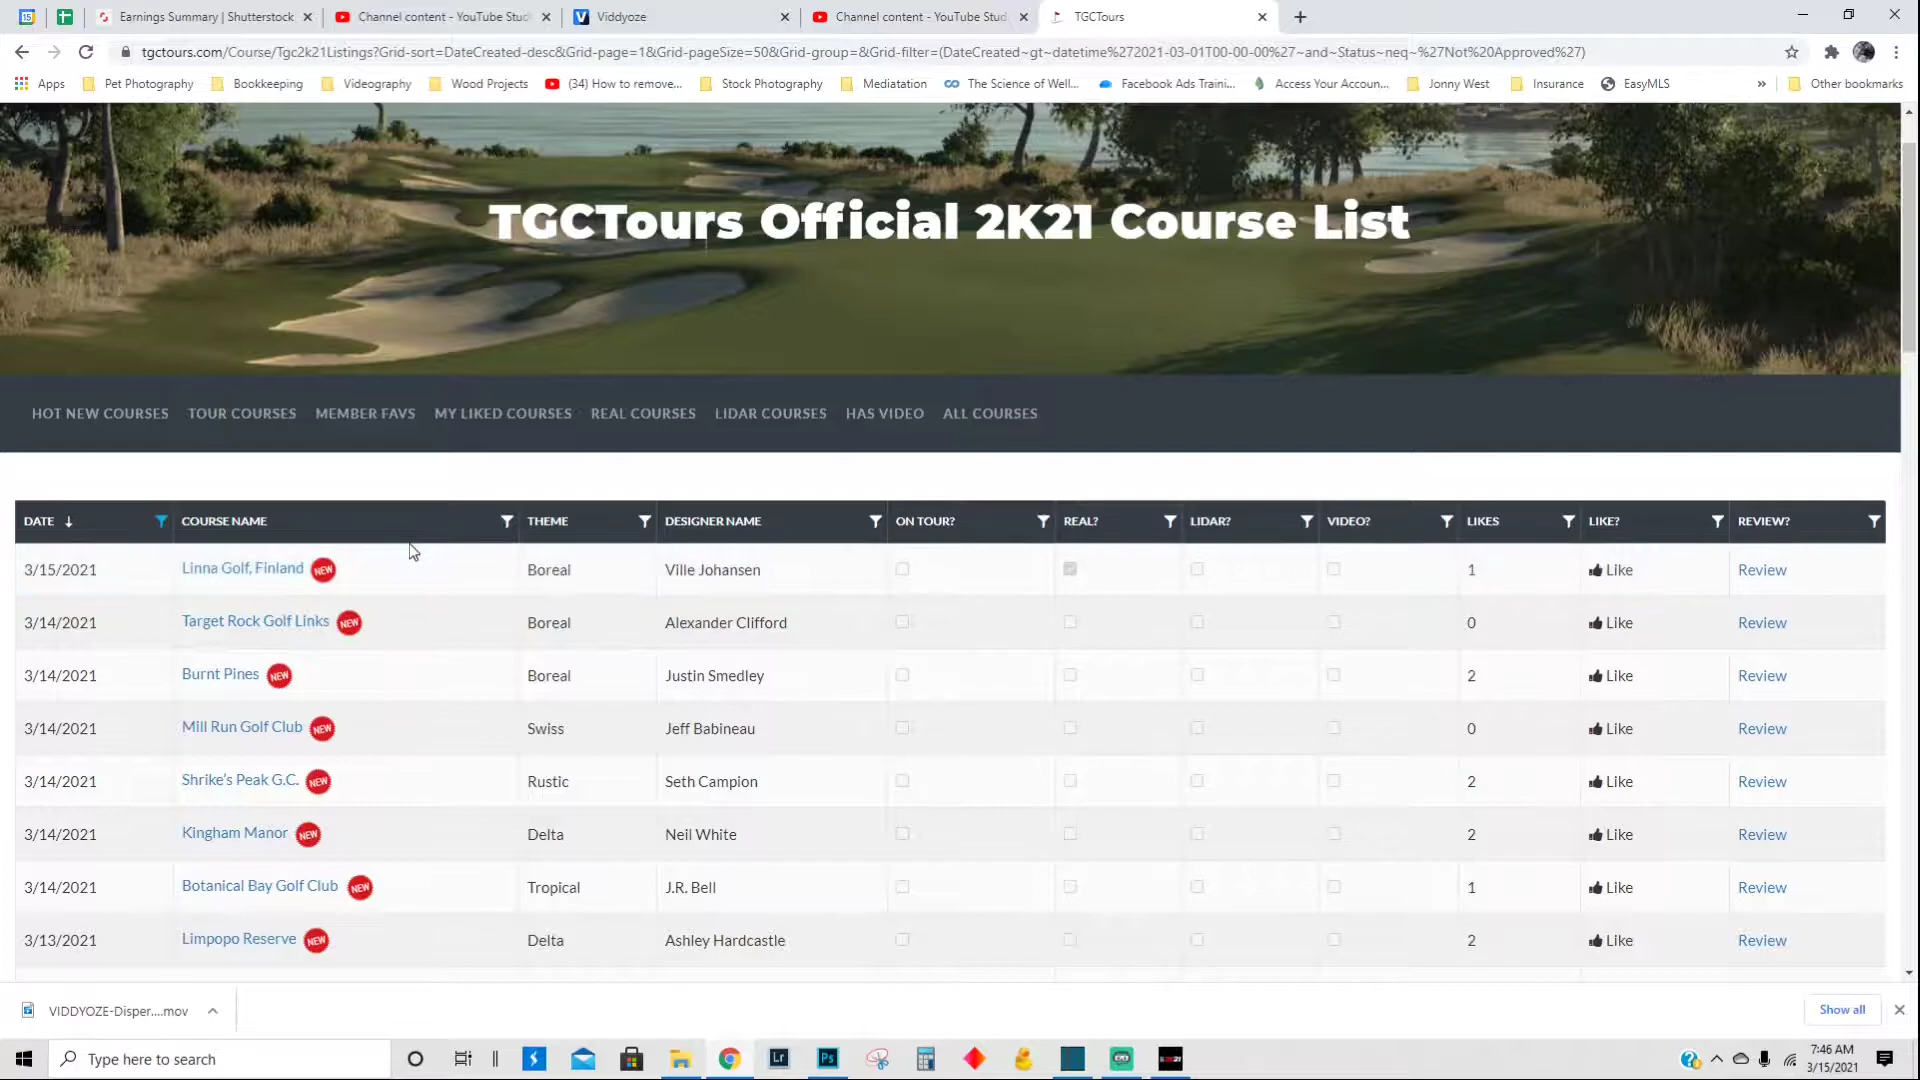 Earnings Summary | Shutterstock
Channel content - YouTube Stud
Viddyoze
Channel content - YouTube Stud
TGCTours
tgctours.com/Course/Tgc2k21Listings?Grid-sort=DateCreated-desc&Grid-page=1&Grid-pageSize=50&Grid-group=&Grid-filter=(DateCreated~gt~datetime%272021-03-01T00-00-00%27~and~Status~neq~%27Not%20Approved%27)
Apps
Pet Photography
Bookkeeping
Videography
Wood Projects
(34) How to remove...
Stock Photography
Mediatation
The Science of Well...
Facebook Ads Traini...
Access Your Accoun...
Jonny West
Insurance
EasyMLS
»
Other bookmarks
TGCTours Official 2K21 Course List
HOT NEW COURSES TOUR COURSES MEMBER FAVS MY LIKED COURSES REAL COURSES LIDAR COURSES HAS VIDEO ALL COURSES
DATE ↓ COURSE NAME THEME DESIGNER NAME ON TOUR? REAL? LIDAR? VIDEO? LIKES LIKE? REVIEW?
3/15/2021 Linna Golf, Finland NEW Boreal Ville Johansen 1 Like Review
3/14/2021 Target Rock Golf Links NEW Boreal Alexander Clifford 0 Like Review
3/14/2021 Burnt Pines NEW Boreal Justin Smedley 2 Like Review
3/14/2021 Mill Run Golf Club NEW Swiss Jeff Babineau 0 Like Review
3/14/2021 Shrike's Peak G.C. NEW Rustic Seth Campion 2 Like Review
3/14/2021 Kingham Manor NEW Delta Neil White 2 Like Review
3/14/2021 Botanical Bay Golf Club NEW Tropical J.R. Bell 1 Like Review
3/13/2021 Limpopo Reserve NEW Delta Ashley Hardcastle 2 Like Review
VIDDYOZE-Disper....mov
Show all
Type here to search
Lr
Ps
7:46 AM
3/15/2021